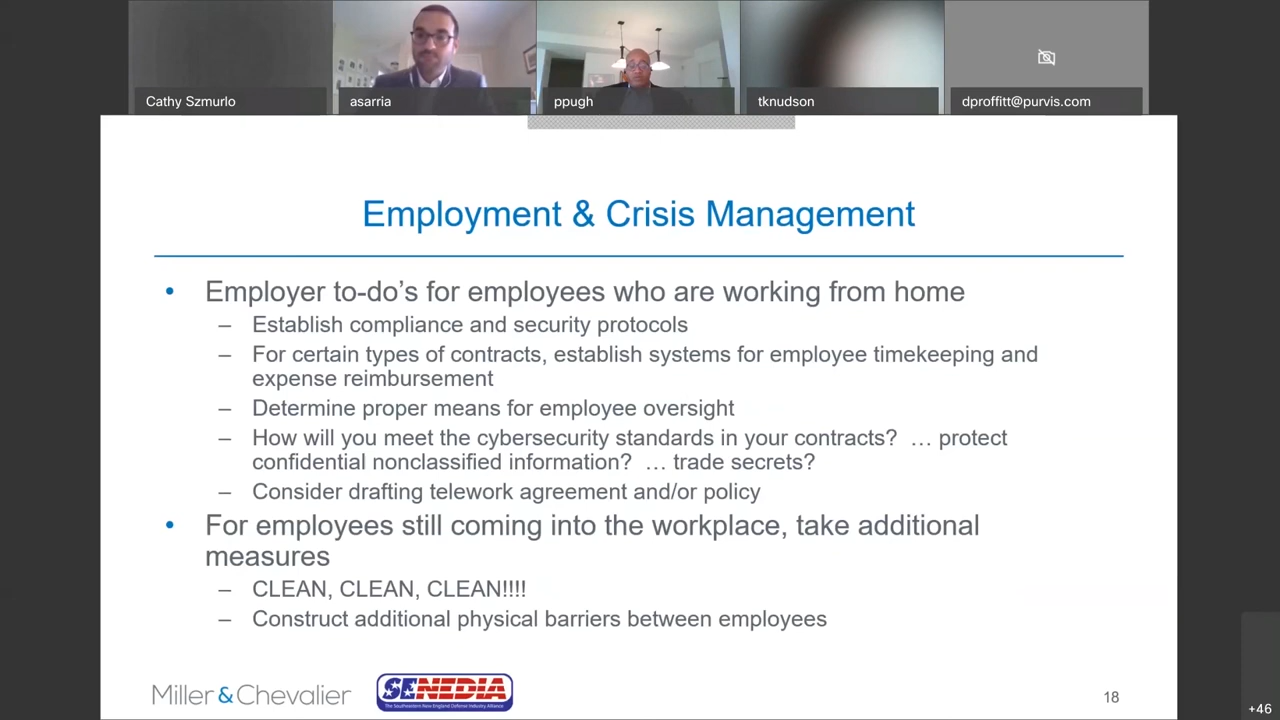 Cathy Szmurlo
asarria
ppugh
tknudson
dproffitt@purvis.com
Employment & Crisis Management
• Employer to-do’s for employees who are working from home
– Establish compliance and security protocols
– For certain types of contracts, establish systems for employee timekeeping and
expense reimbursement
– Determine proper means for employee oversight
– How will you meet the cybersecurity standards in your contracts? … protect
confidential nonclassified information? … trade secrets?
– Consider drafting telework agreement and/or policy
• For employees still coming into the workplace, take additional
measures
– CLEAN, CLEAN, CLEAN!!!!
– Construct additional physical barriers between employees
Miller&Chevalier
SENEDIA
The Southeastern New England Defense Industry Alliance
18
+46